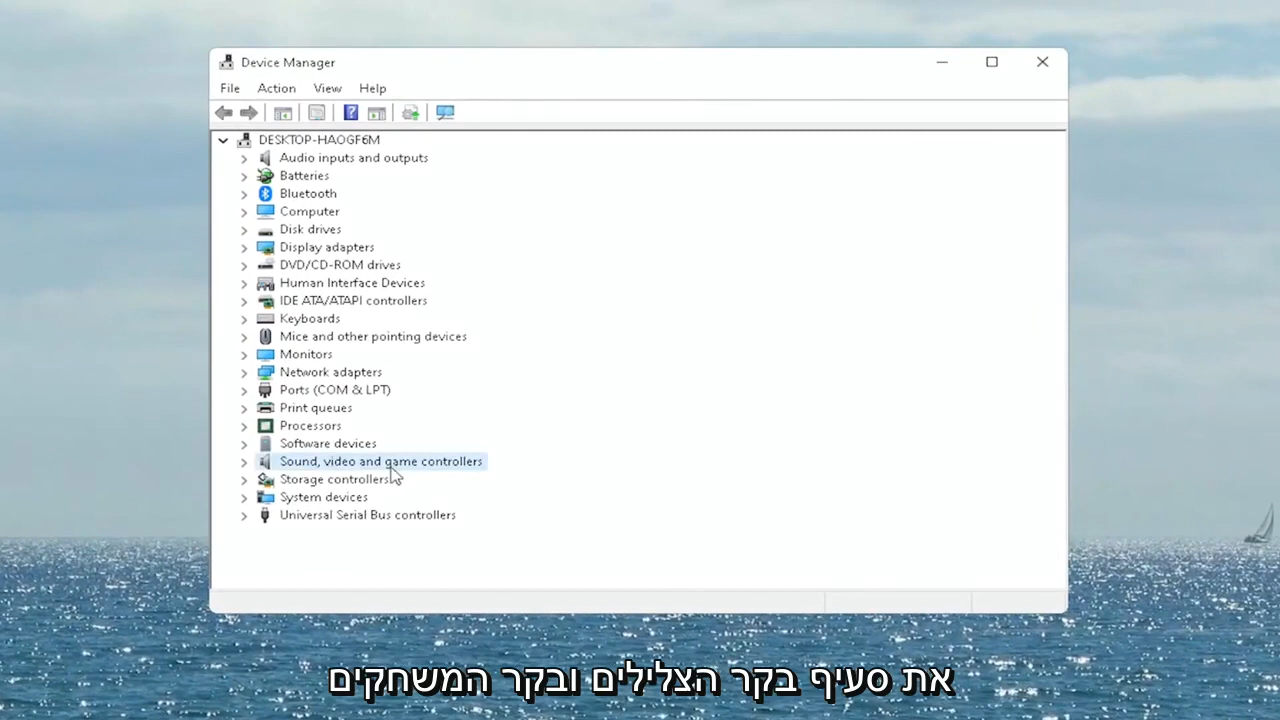 Device Manager
File Action View Help
DESKTOP-HAOGF6M
Audio inputs and outputs
Batteries
Bluetooth
Computer
Disk drives
Display adapters
DVD/CD-ROM drives
Human Interface Devices
IDE ATA/ATAPI controllers
Keyboards
Mice and other pointing devices
Monitors
Network adapters
Ports (COM & LPT)
Print queues
Processors
Software devices
Sound, video and game controllers
Storage controllers
System devices
Universal Serial Bus controllers
את סעיף בקר הצלילים ובקר המשחקים